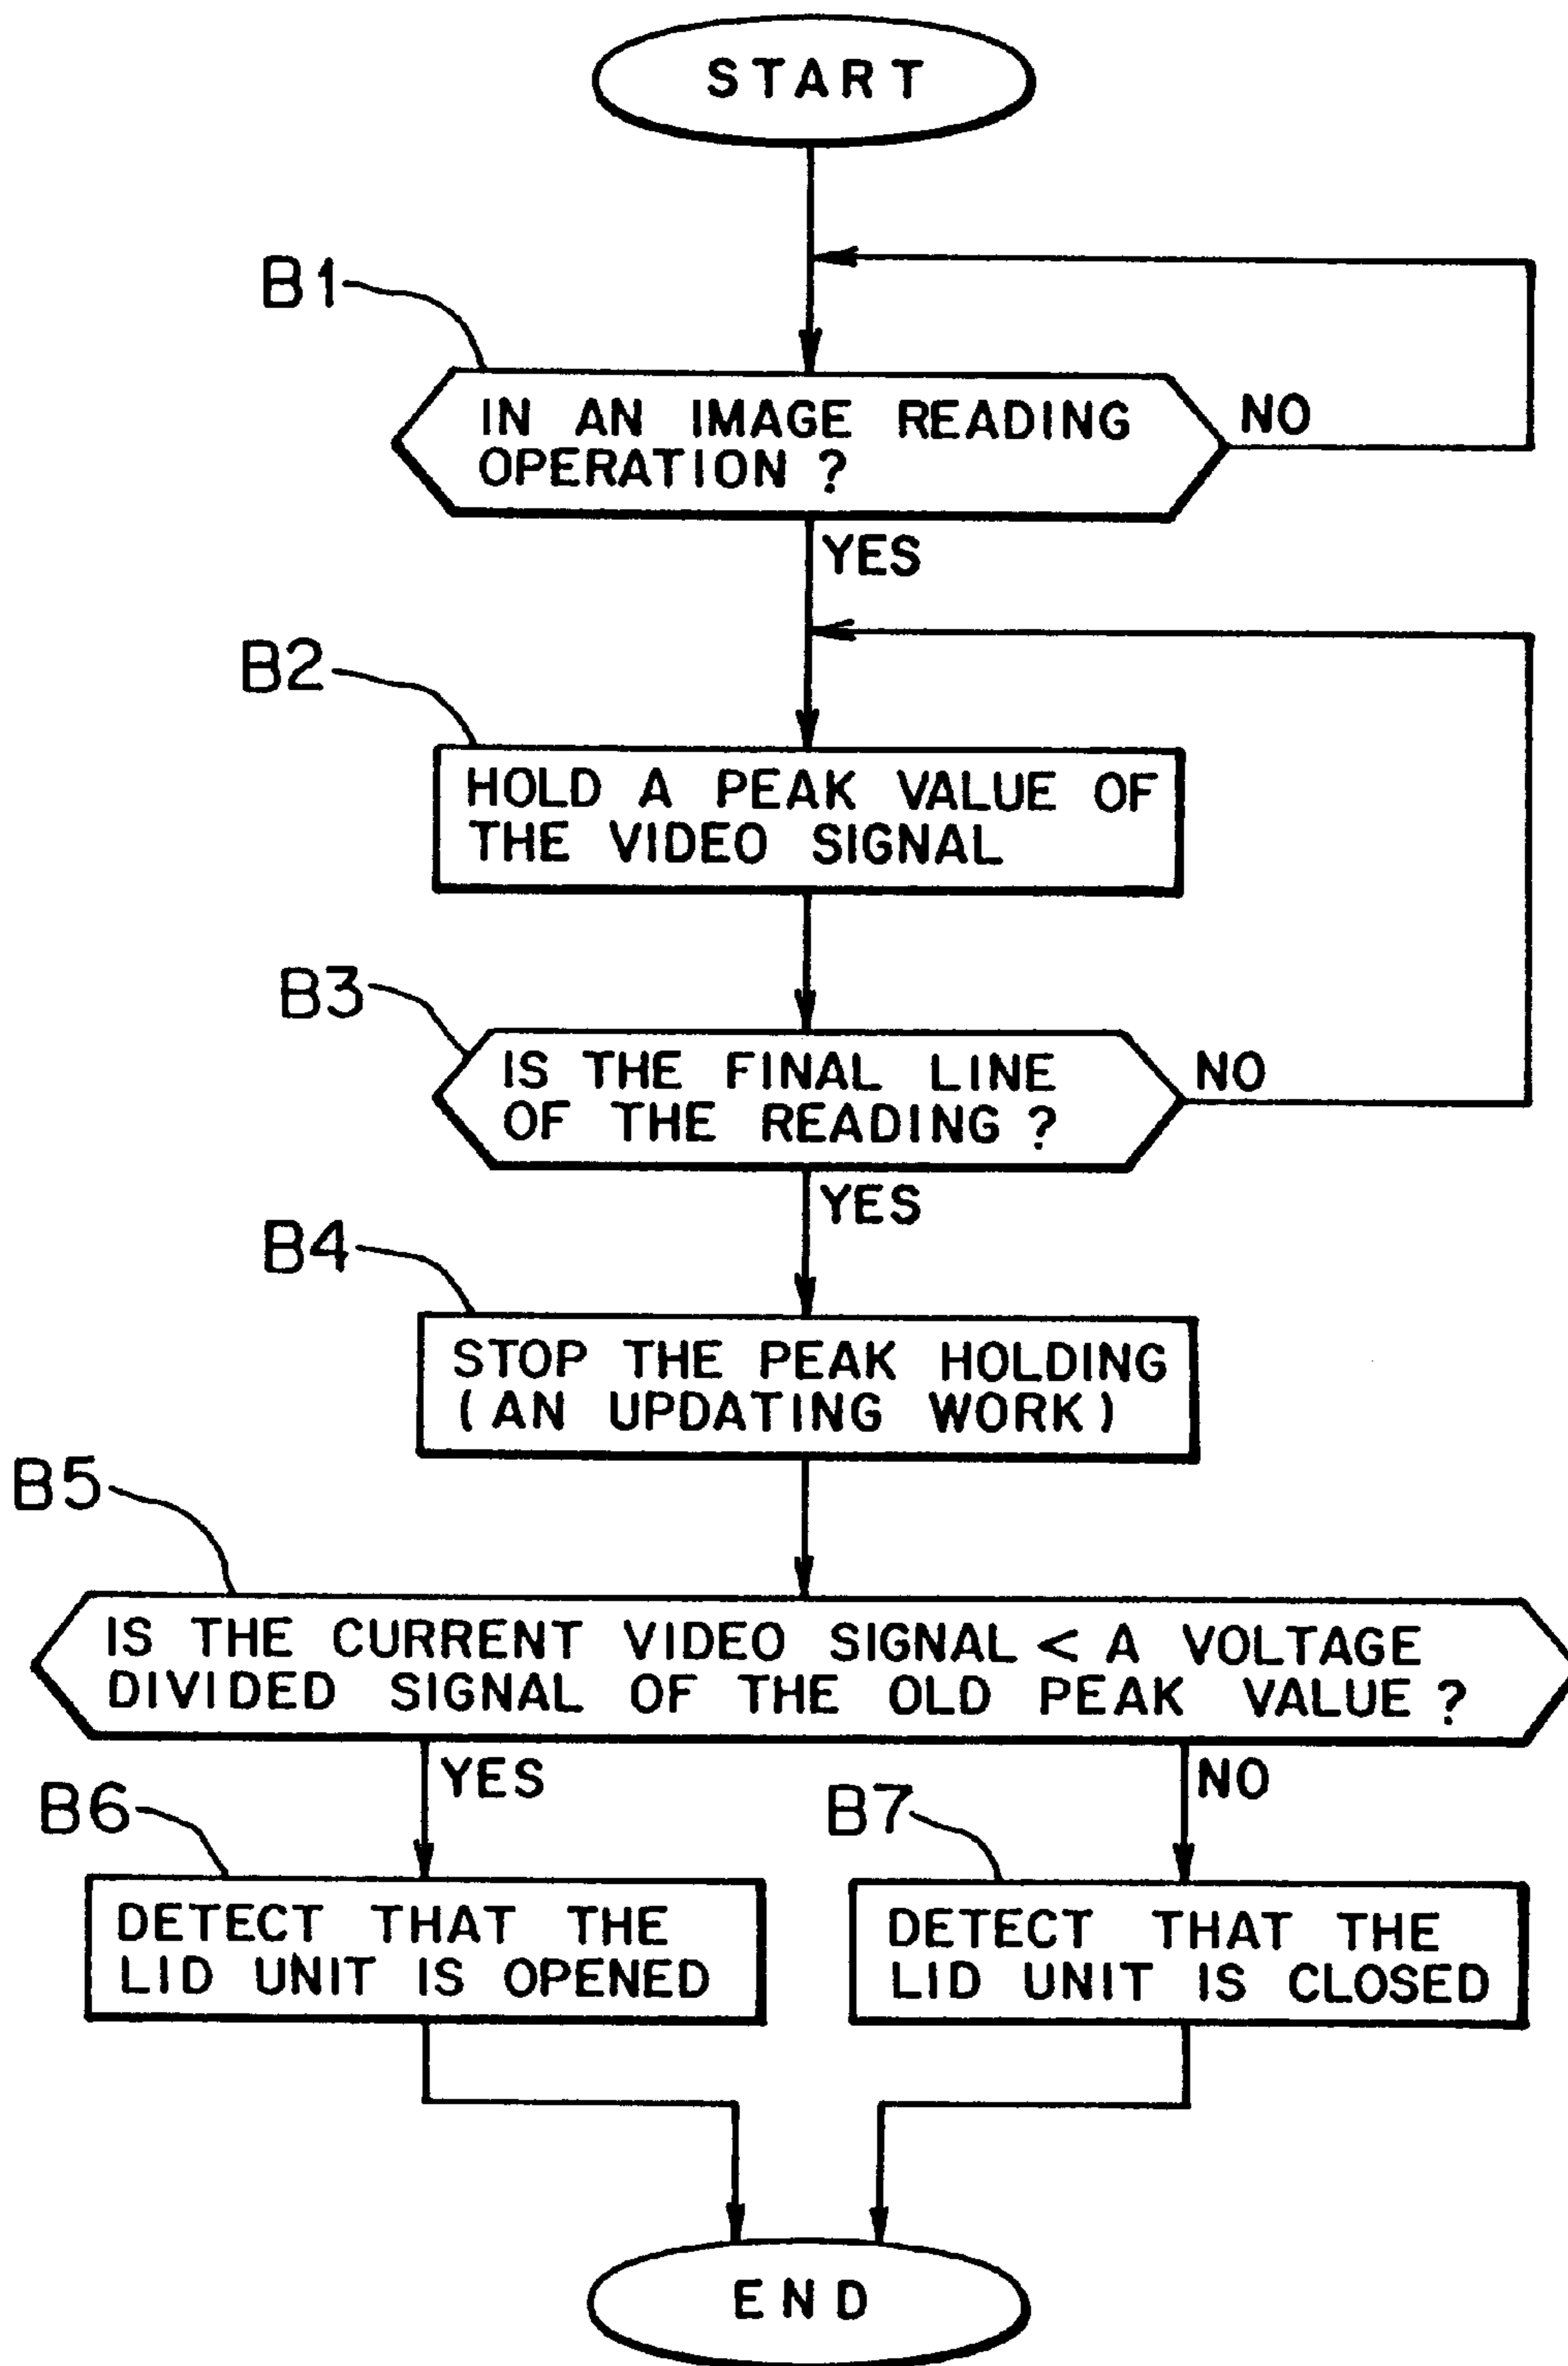 START
B1
IN AN IMAGE READING
OPERATION ?
NO
YES
B2
HOLD A PEAK VALUE OF
THE VIDEO SIGNAL
B3
IS THE FINAL LINE
OF THE READING ?
NO
YES
B4
STOP THE PEAK HOLDING
(AN UPDATING WORK)
B5
IS THE CURRENT VIDEO SIGNAL < A VOLTAGE
DIVIDED SIGNAL OF THE OLD PEAK VALUE ?
YES
NO
B6
DETECT THAT THE
LID UNIT IS OPENED
B7
DETECT THAT THE
LID UNIT IS CLOSED
END